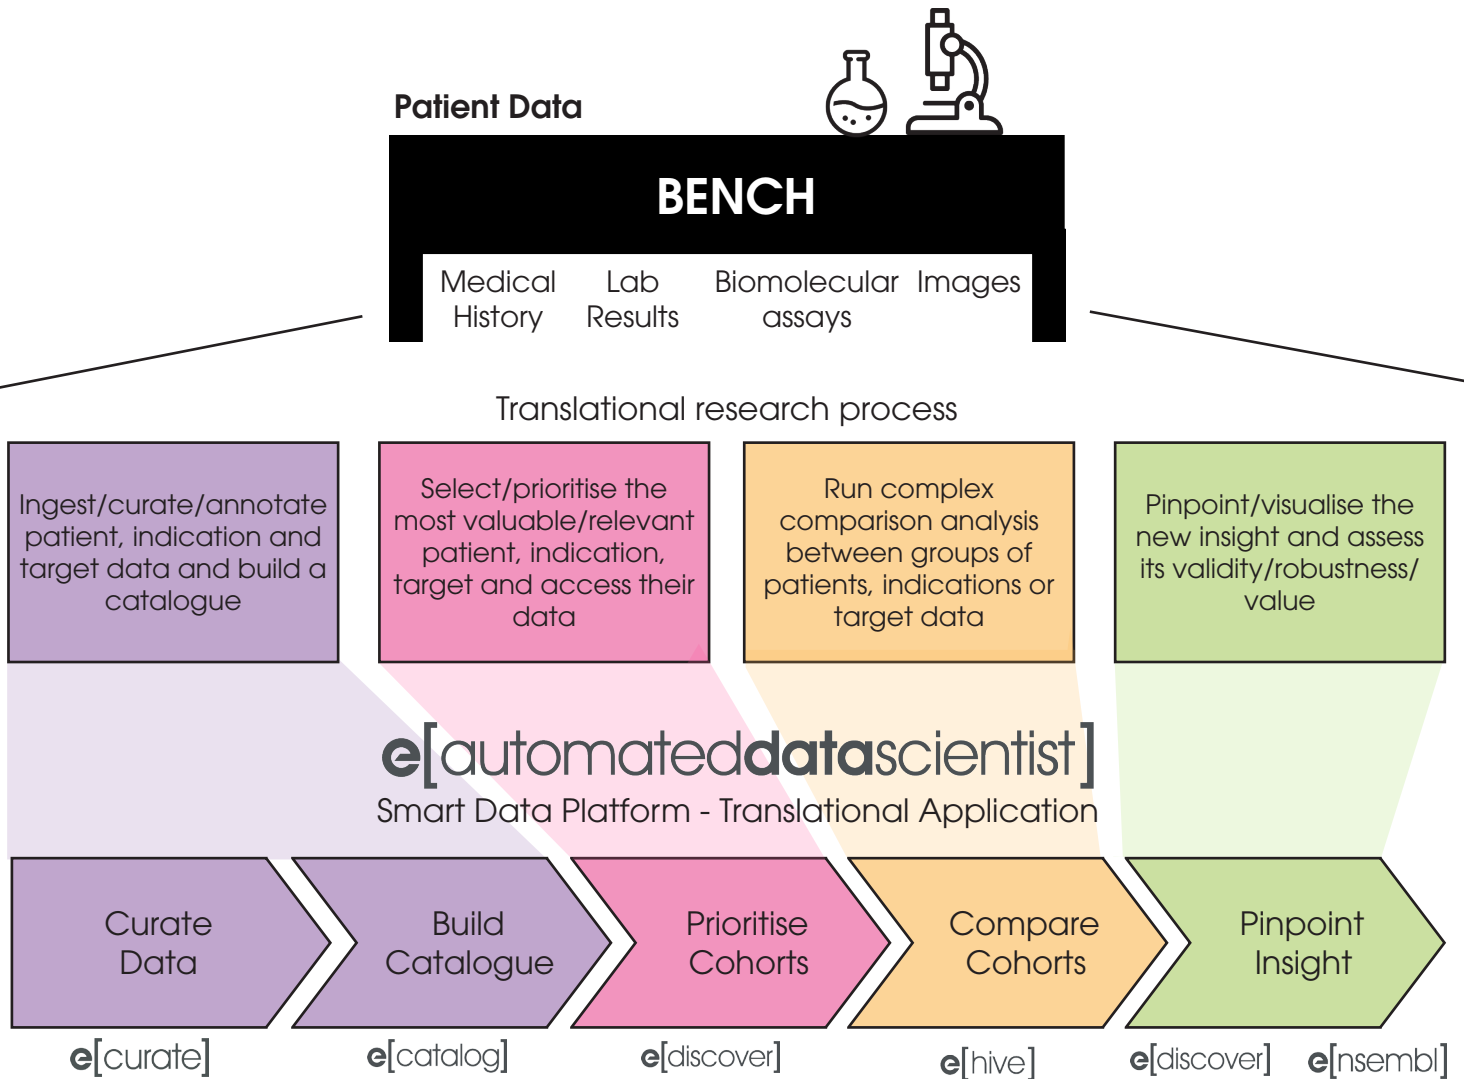 Patient Data
BENCH
Medical
History
Lab
Results
Biomolecular
assays
Images
Translational research process
Ingest/curate/annotate
patient, indication and
target data and build a
catalogue
Select/prioritise the
most valuable/relevant
patient, indication,
target and access their
data
Run complex
comparison analysis
between groups of
patients, indications or
target data
Pinpoint/visualise the
new insight and assess
its validity/robustness/
value
e[automateddatascientist]
Smart Data Platform - Translational Application
Curate
Data
Build
Catalogue
Prioritise
Cohorts
Compare
Cohorts
Pinpoint
Insight
e[curate]
e[catalog]
e[discover]
e[hive]
e[discover]
e[nsembl]